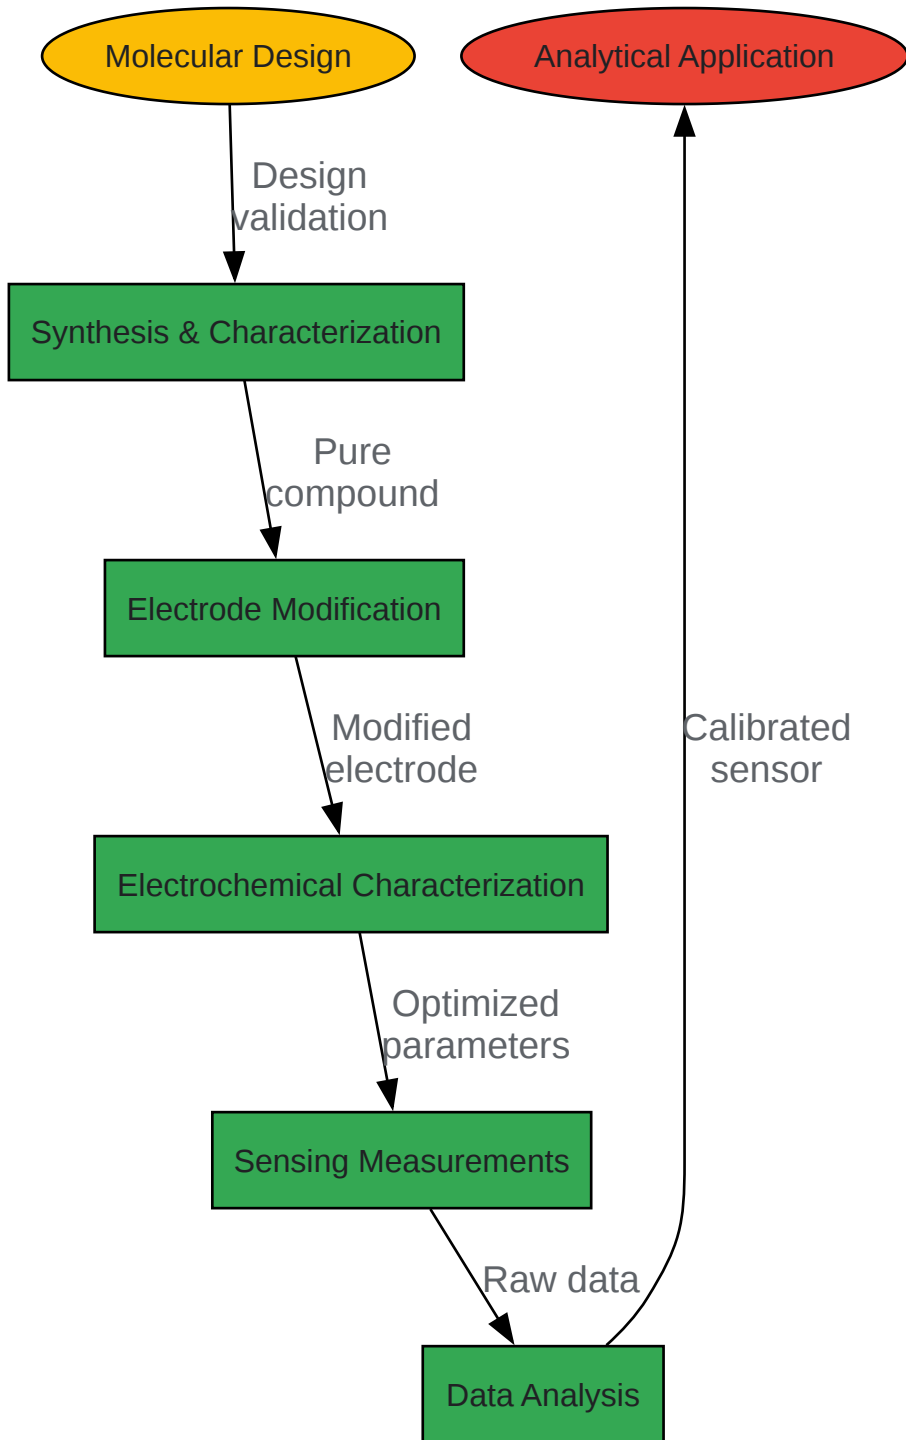 Molecular Design
Analytical Application
Design
validation
Synthesis & Characterization
Pure
compound
Electrode Modification
Modified
electrode
Calibrated
sensor
Electrochemical Characterization
Optimized
parameters
Sensing Measurements
Raw data
Data Analysis